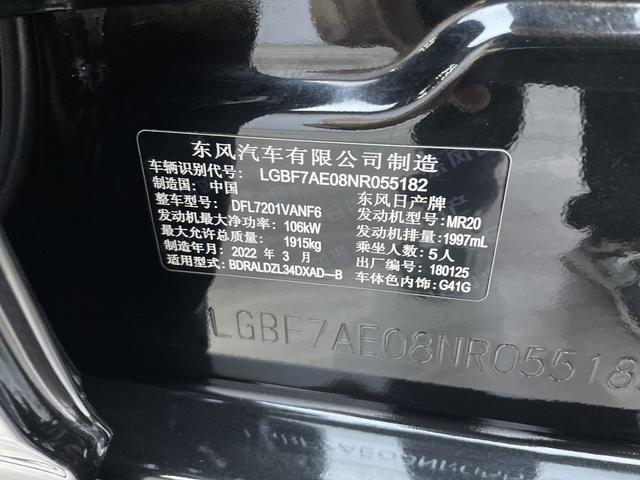 东风汽车有限公司制造
车辆识别代号: LGBF7AE08NR055182
制造国: 中国 东风日产牌
整车型号: DFL7201VANF6 发动机型号: MR20
发动机最大净功率: 106kW 发动机排量: 1997mL
最大允许总质量: 1915kg 乘坐人数: 5人
制造年月: 2022 年 3 月 出厂编号: 180125
适用型号: BDRALDZL34DXAD—B 车体色内饰: G41G
LGBF7AE08NR05518